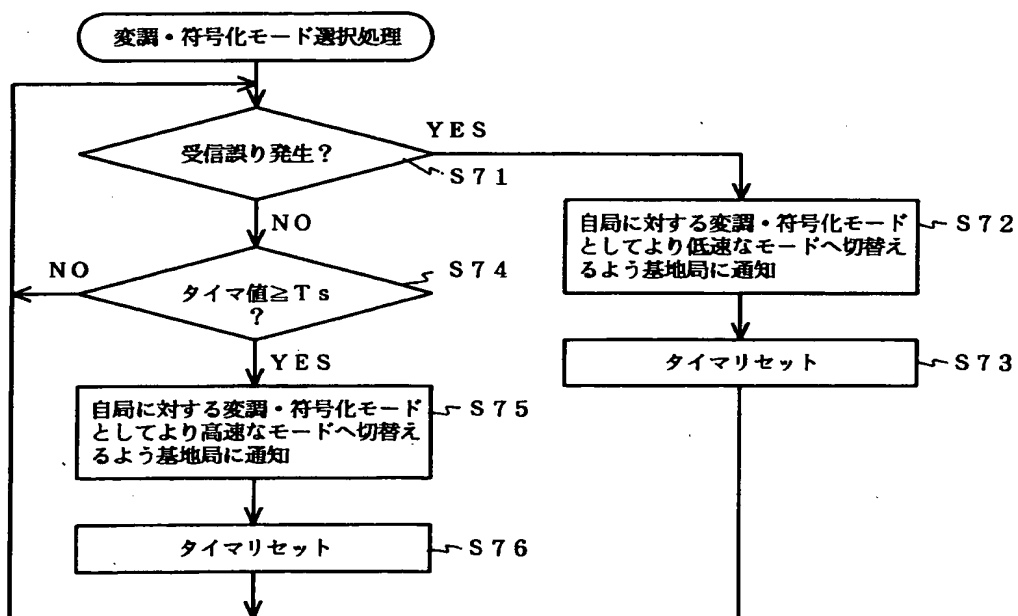 変調・符号化モード選択処理
YES
受信誤り発生?
S71
NO
自局に対する変調・符号化モード
としてより低速なモードへ切替え
るよう基地局に通知
S72
NO
S74
タイマ値≧Ts
?
YES
タイマリセット
S73
自局に対する変調・符号化モード
としてより高速なモードへ切替え
るよう基地局に通知
S75
タイマリセット
S76